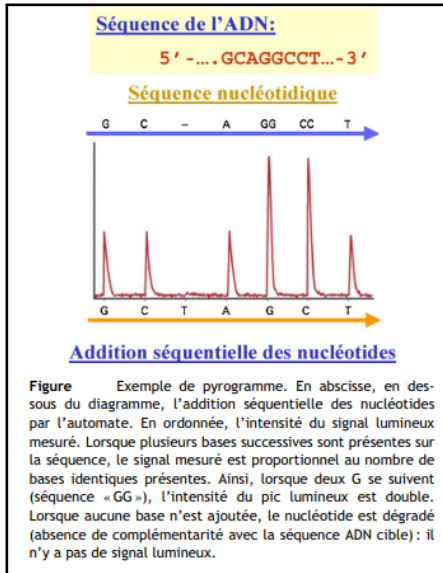 Séquence de l'ADN:
5'-….GCAGGCCT…-3'
Séquence nucléotidique
G C – A GG CC T
G C T A G C T
Addition séquentielle des nucléotides
Figure Exemple de pyrogramme. En abscisse, en des-
sous du diagramme, l'addition séquentielle des nucléotides
par l'automate. En ordonnée, l'intensité du signal lumineux
mesuré. Lorsque plusieurs bases successives sont présentes sur
la séquence, le signal mesuré est proportionnel au nombre de
bases identiques présentes. Ainsi, lorsque deux G se suivent
(séquence « GG »), l'intensité du pic lumineux est double.
Lorsque aucune base n'est ajoutée, le nucléotide est dégradé
(absence de complémentarité avec la séquence ADN cible) : il
n'y a pas de signal lumineux.